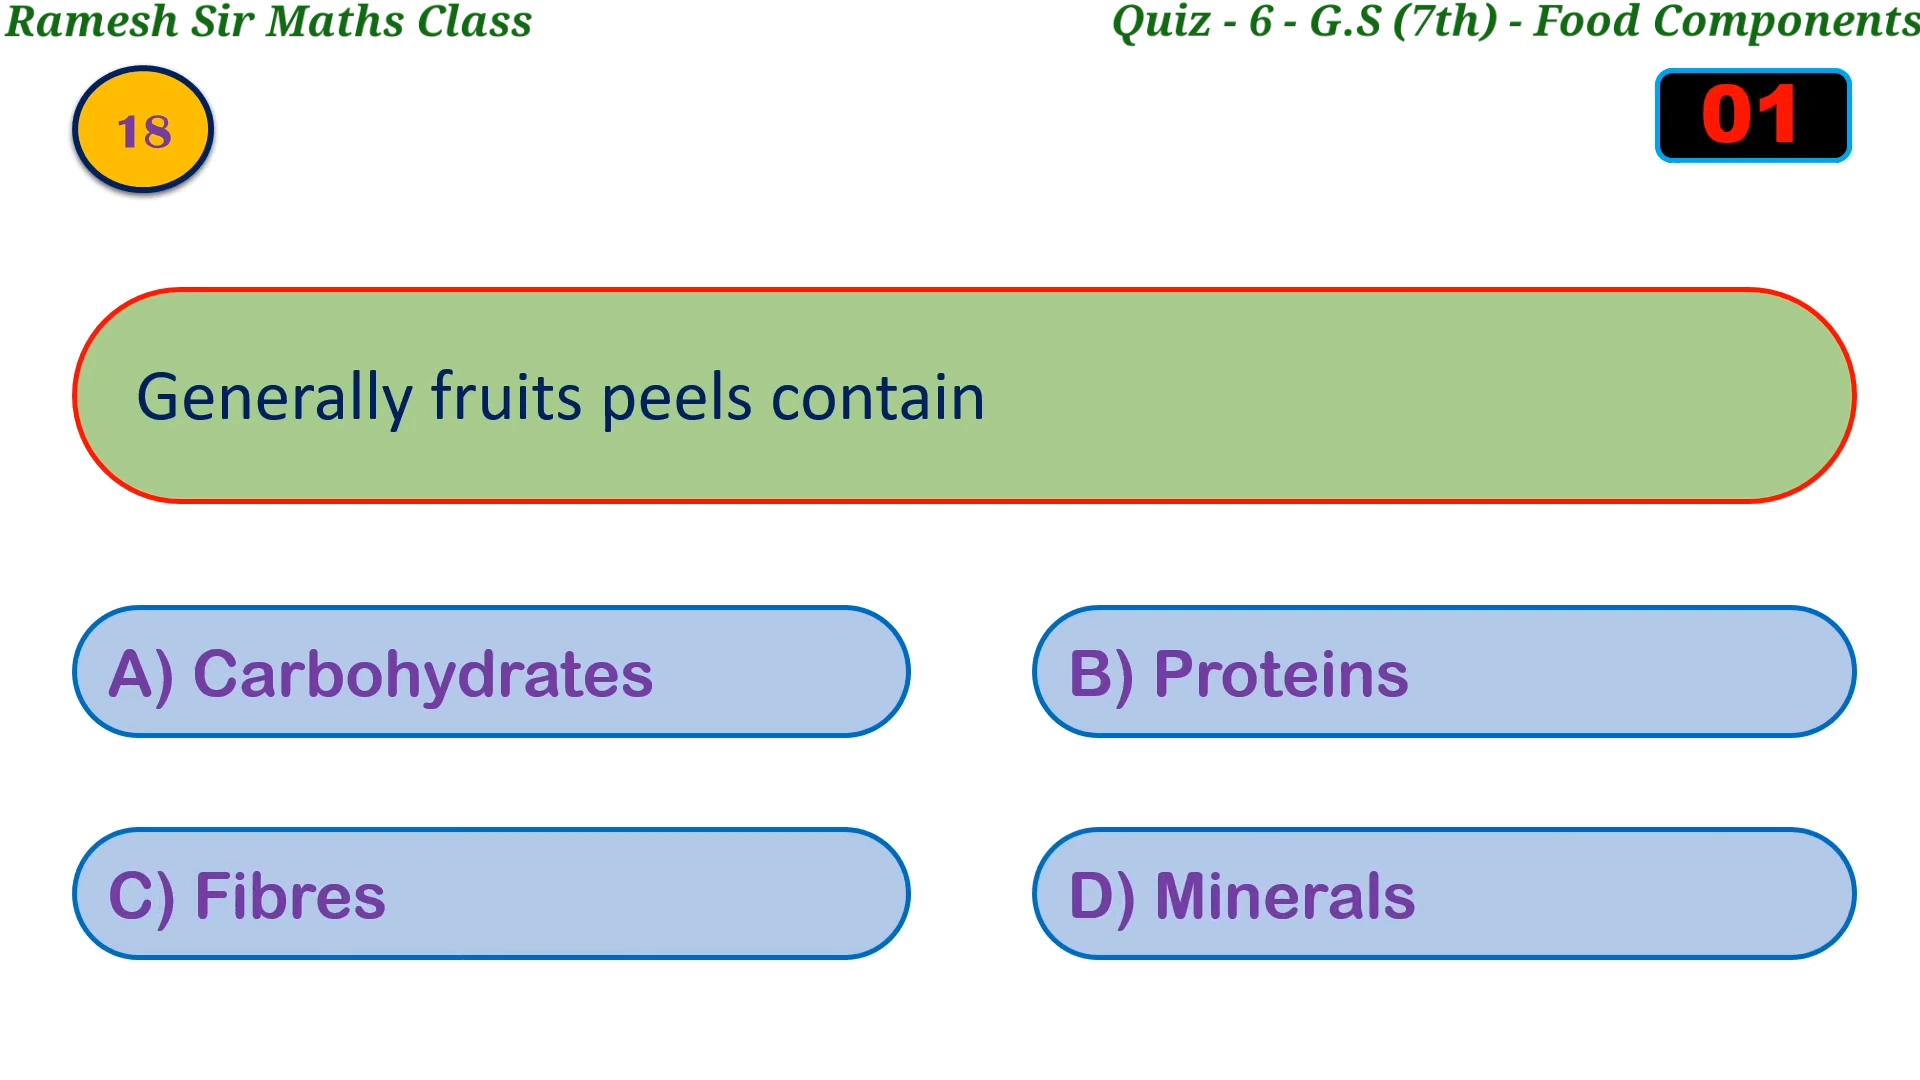 Ramesh Sir Maths Class
Quiz - 6 - G.S (7th) - Food Components
18
01
Generally fruits peels contain
A) Carbohydrates
B) Proteins
C) Fibres
D) Minerals